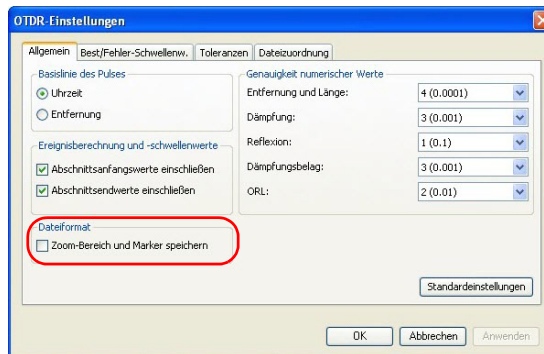 OTDR-Einstellungen
Allgemein Best/Fehler-Schwellenw. Toleranzen Dateizuordnung
Basislinie des Pulses
Uhrzeit
Entfernung
Ereignisberechnung und -schwellenwerte
Abschnittsanfangswerte einschließen
Abschnittsendwerte einschließen
Dateiformat
Zoom-Bereich und Marker speichern
Genauigkeit numerischer Werte
Entfernung und Länge: 4 (0.0001)
Dämpfung: 3 (0.001)
Reflexion: 1 (0.1)
Dämpfungsbelag: 3 (0.001)
ORL: 2 (0.01)
Standardeinstellungen
OK Abbrechen Anwenden